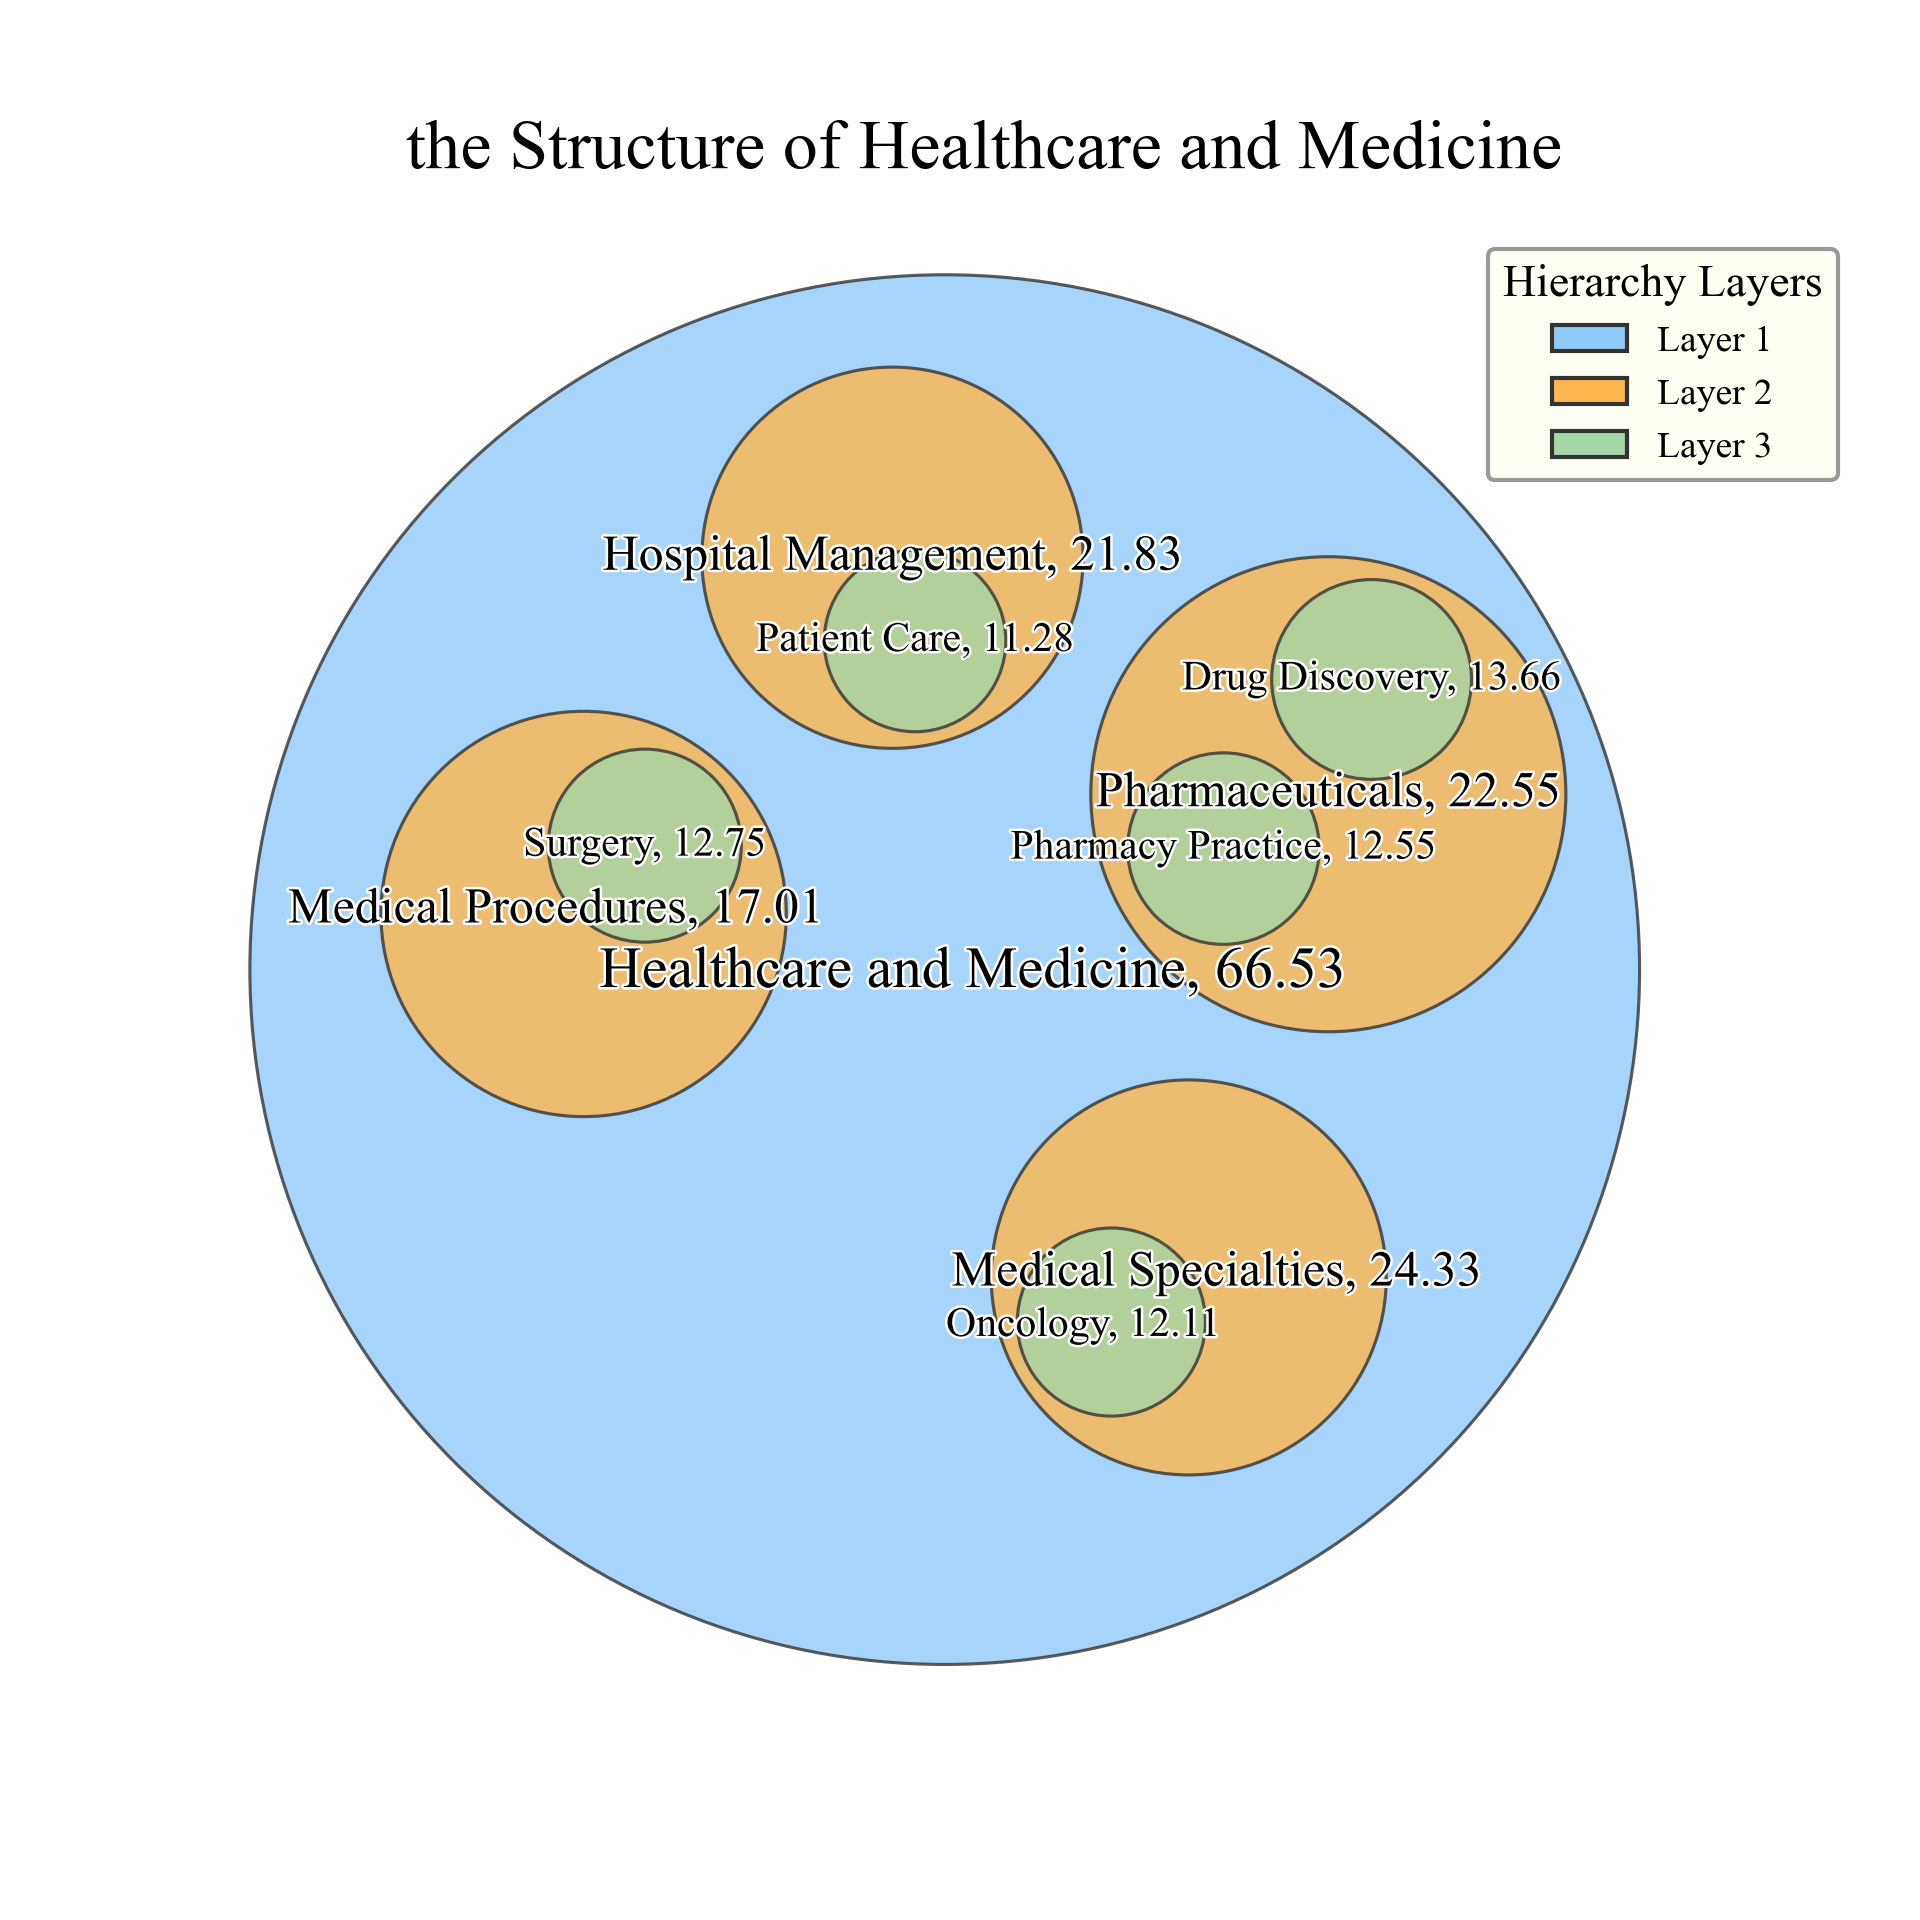 the Structure of Healthcare and Medicine
Hierarchy Layers
Layer 1
Layer 2
Layer 3
Hospital Management, 21.83
Patient Care, 11.28
Drug Discovery, 13.66
Pharmaceuticals, 22.55
Pharmacy Practice, 12.55
Surgery, 12.75
Medical Procedures, 17.01
Healthcare and Medicine, 66.53
Medical Specialties, 24.33
Oncology, 12.11